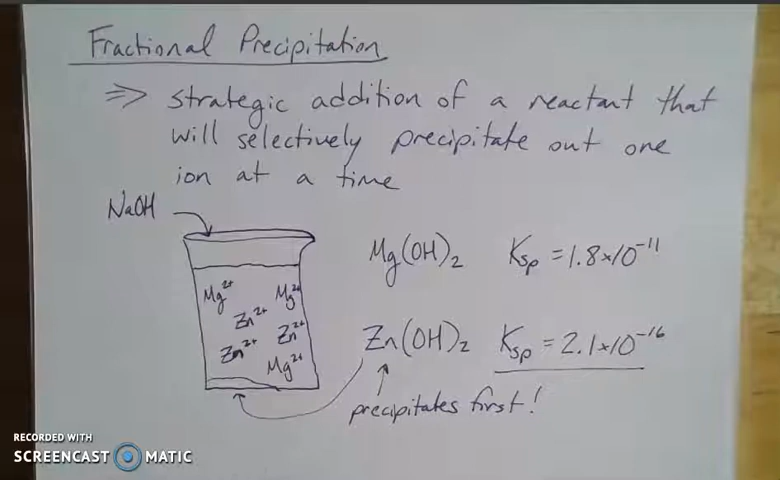 Fractional Precipitation
⇒ strategic addition of a reactant that
will selectively precipitate out one
ion at a time
NaOH
Mg(OH)₂ Ksp = 1.8×10⁻¹¹
Mg²⁺ Mg²⁺
Zn²⁺
Zn²⁺
Zn²⁺
Mg²⁺
Zn(OH)₂ Ksp = 2.1×10⁻¹⁶
precipitates first!
RECORDED WITH
SCREENCAST MATIC